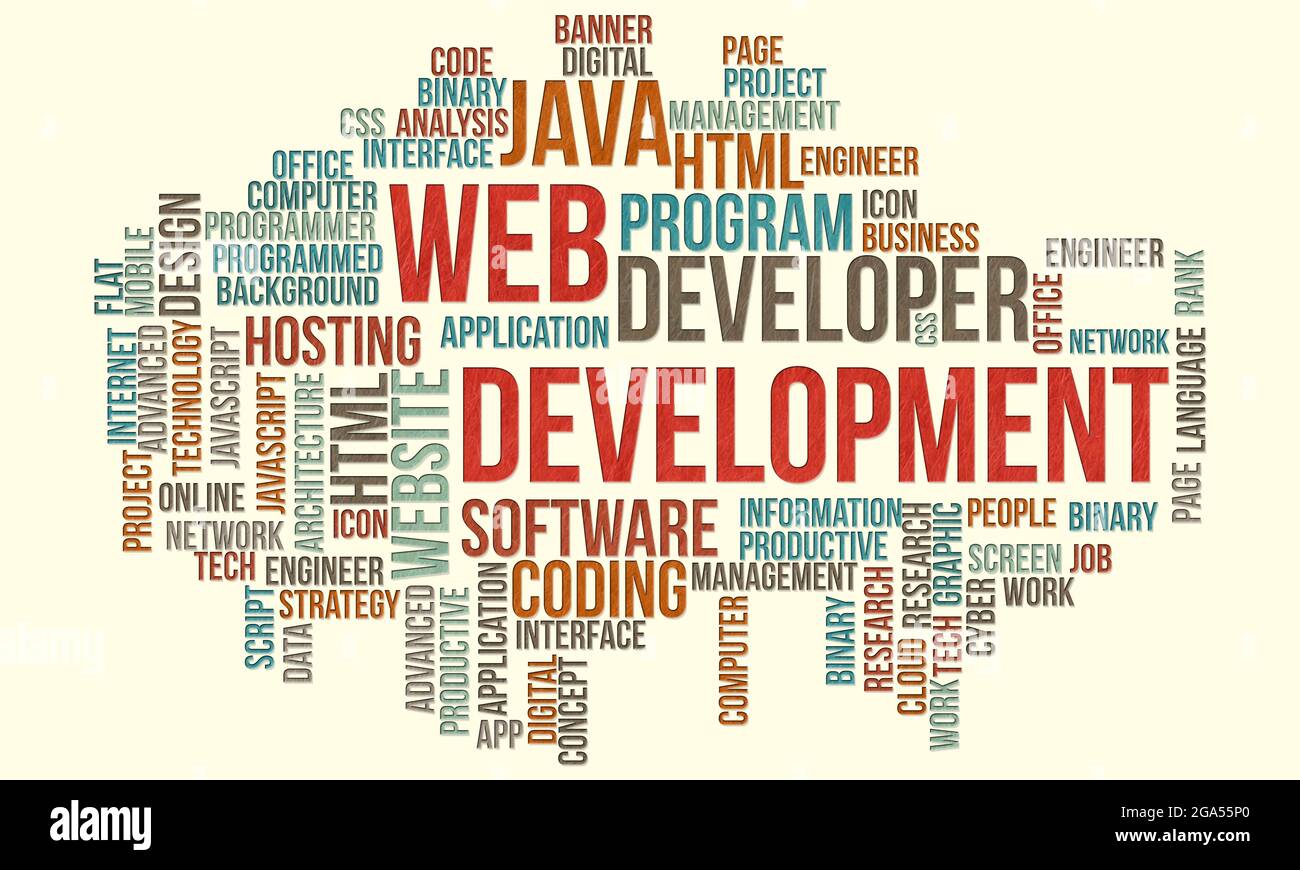 BANNER
DIGITAL
PAGE
CODE
PROJECT
BINARY
JAVA
MANAGEMENT
CSS
ANALYSIS
INTERFACE
HTML
ENGINEER
OFFICE
COMPUTER
PROGRAMMER
PROGRAMMED
BACKGROUND
WEB
PROGRAM
ICON
BUSINESS
DEVELOPER
CSS
ENGINEER
OFFICE
NETWORK
RANK
LANGUAGE
PAGE
DESIGN
MOBILE
FLAT
INTERNET
ADVANCED
TECHNOLOGY
JAVASCRIPT
HOSTING
APPLICATION
JAVASCRIPT
ARCHITECTURE
HTML
WEBSITE
DEVELOPMENT
PROJECT
ONLINE
NETWORK
ICON
TECH
ENGINEER
STRATEGY
SOFTWARE
INFORMATION
PRODUCTIVE
CODING
MANAGEMENT
INTERFACE
RESEARCH
GRAPHIC
PEOPLE
BINARY
SCREEN
JOB
WORK
CYBER
SCRIPT
DATA
ADVANCED
PRODUCTIVE
APPLICATION
APP
DIGITAL
CONCEPT
COMPUTER
BINARY
RESEARCH
CLOUD
TECH
WORK
alamy
Image ID: 2GA55P0
www.alamy.com